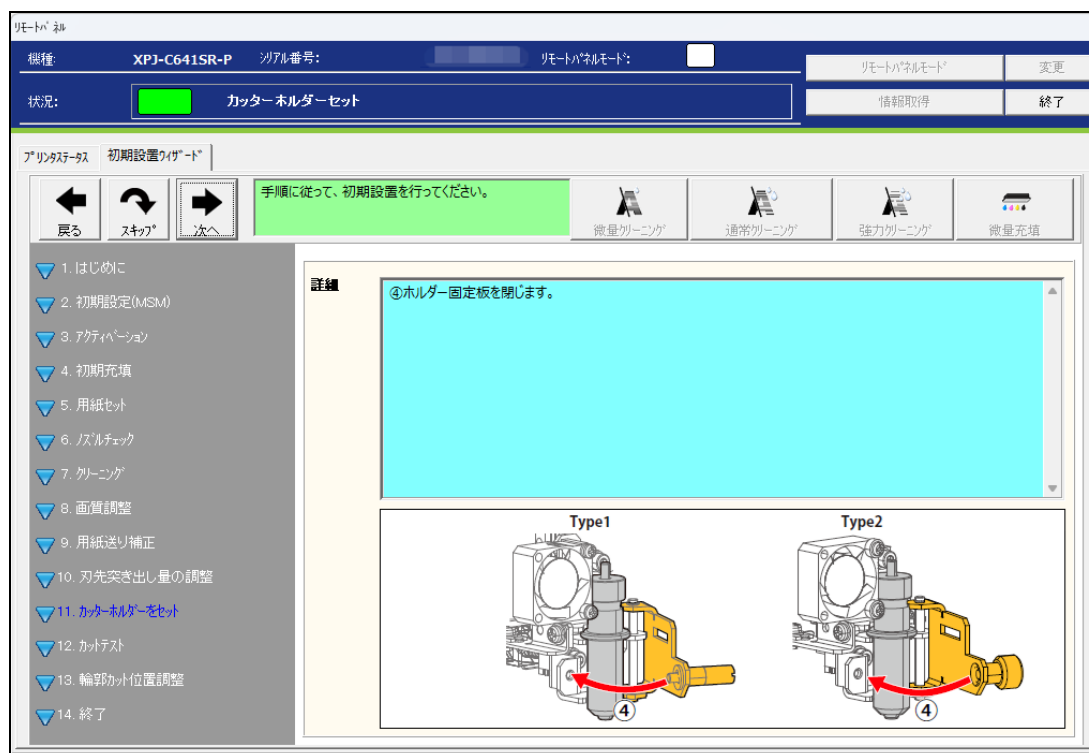 リモートパネル
機種: XPJ-C641SR-P シリアル番号: リモートパネルモード: リモートパネルモード 変更
状況: カッターホルダーセット 情報取得 終了
プリンタステータス 初期設置ウィザード
戻る スキップ 次へ 手順に従って、初期設置を行ってください。 微量クリーニング 通常クリーニング 強力クリーニング 微量充填
1. はじめに
2. 初期設定(MSM)
3. アクティベーション
4. 初期充填
5. 用紙セット
6. ノズルチェック
7. クリーニング
8. 画質調整
9. 用紙送り補正
10. 刃先突き出し量の調整
11. カッターホルダーをセット
12. カットテスト
13. 輪郭カット位置調整
14. 終了
詳細
④ホルダー固定板を閉じます。
Type1 Type2
④ ④